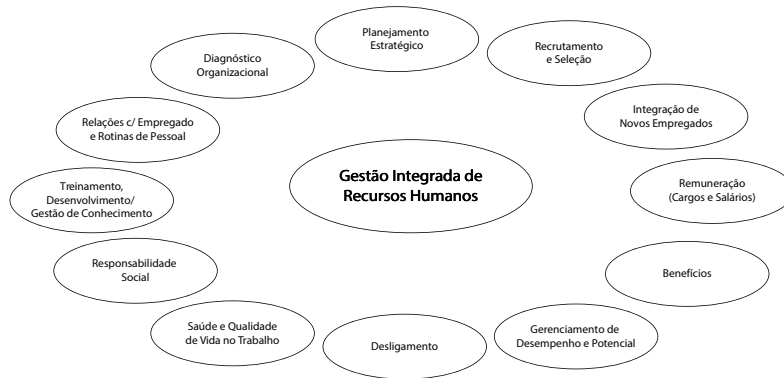 Planejamento
Estratégico
Diagnóstico
Organizacional
Recrutamento
e Seleção
Relações c/ Empregado
e Rotinas de Pessoal
Integração de
Novos Empregados
Gestão Integrada de
Recursos Humanos
Treinamento,
Desenvolvimento/
Gestão de Conhecimento
Remuneração
(Cargos e Salários)
Responsabilidade
Social
Benefícios
Saúde e Qualidade
de Vida no Trabalho
Desligamento
Gerenciamento de
Desempenho e Potencial